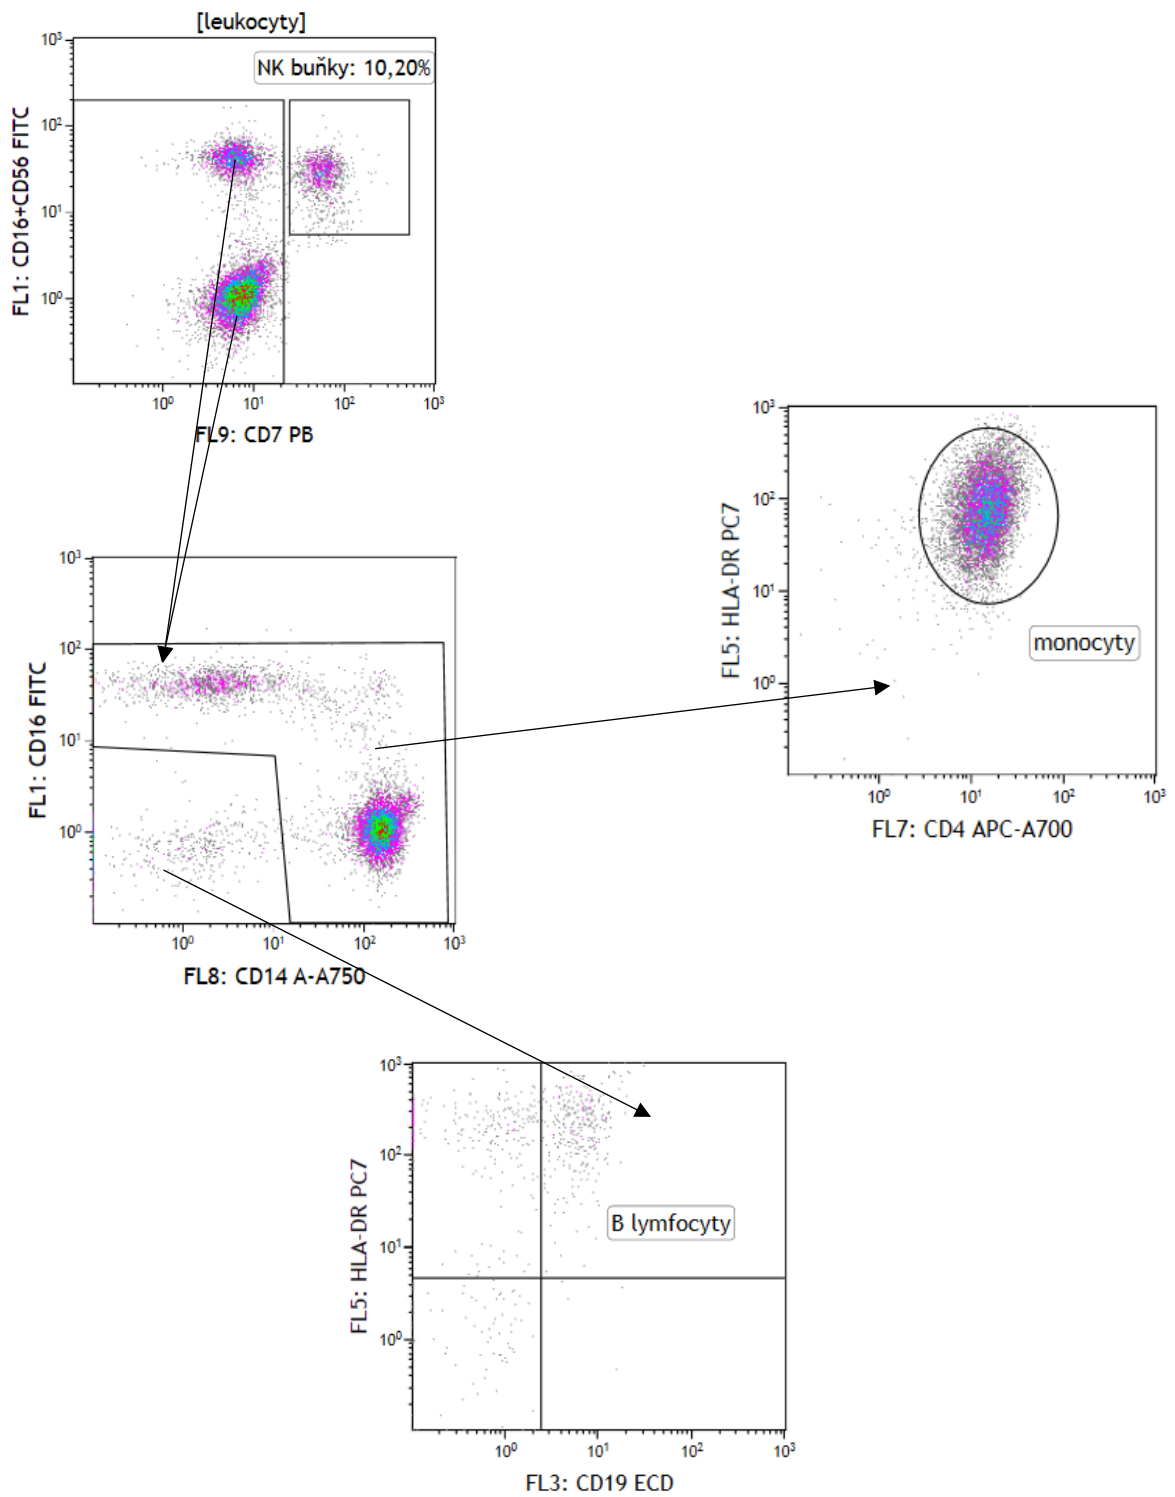 [leukocyty]
NK buňky: 10,20%
FL1: CD16+CD56 FITC
10³
10²
10¹
10⁰
10⁰ 10¹ 10² 10³
FL9: CD7 PB
FL1: CD16 FITC
10³
10²
10¹
10⁰
10⁰ 10¹ 10² 10³
FL8: CD14 A-A750
FL5: HLA-DR PC7
10³
10²
10¹
10⁰
monocyty
10⁰ 10¹ 10² 10³
FL7: CD4 APC-A700
FL5: HLA-DR PC7
10³
10²
10¹
10⁰
B lymfocyty
10⁰ 10¹ 10² 10³
FL3: CD19 ECD